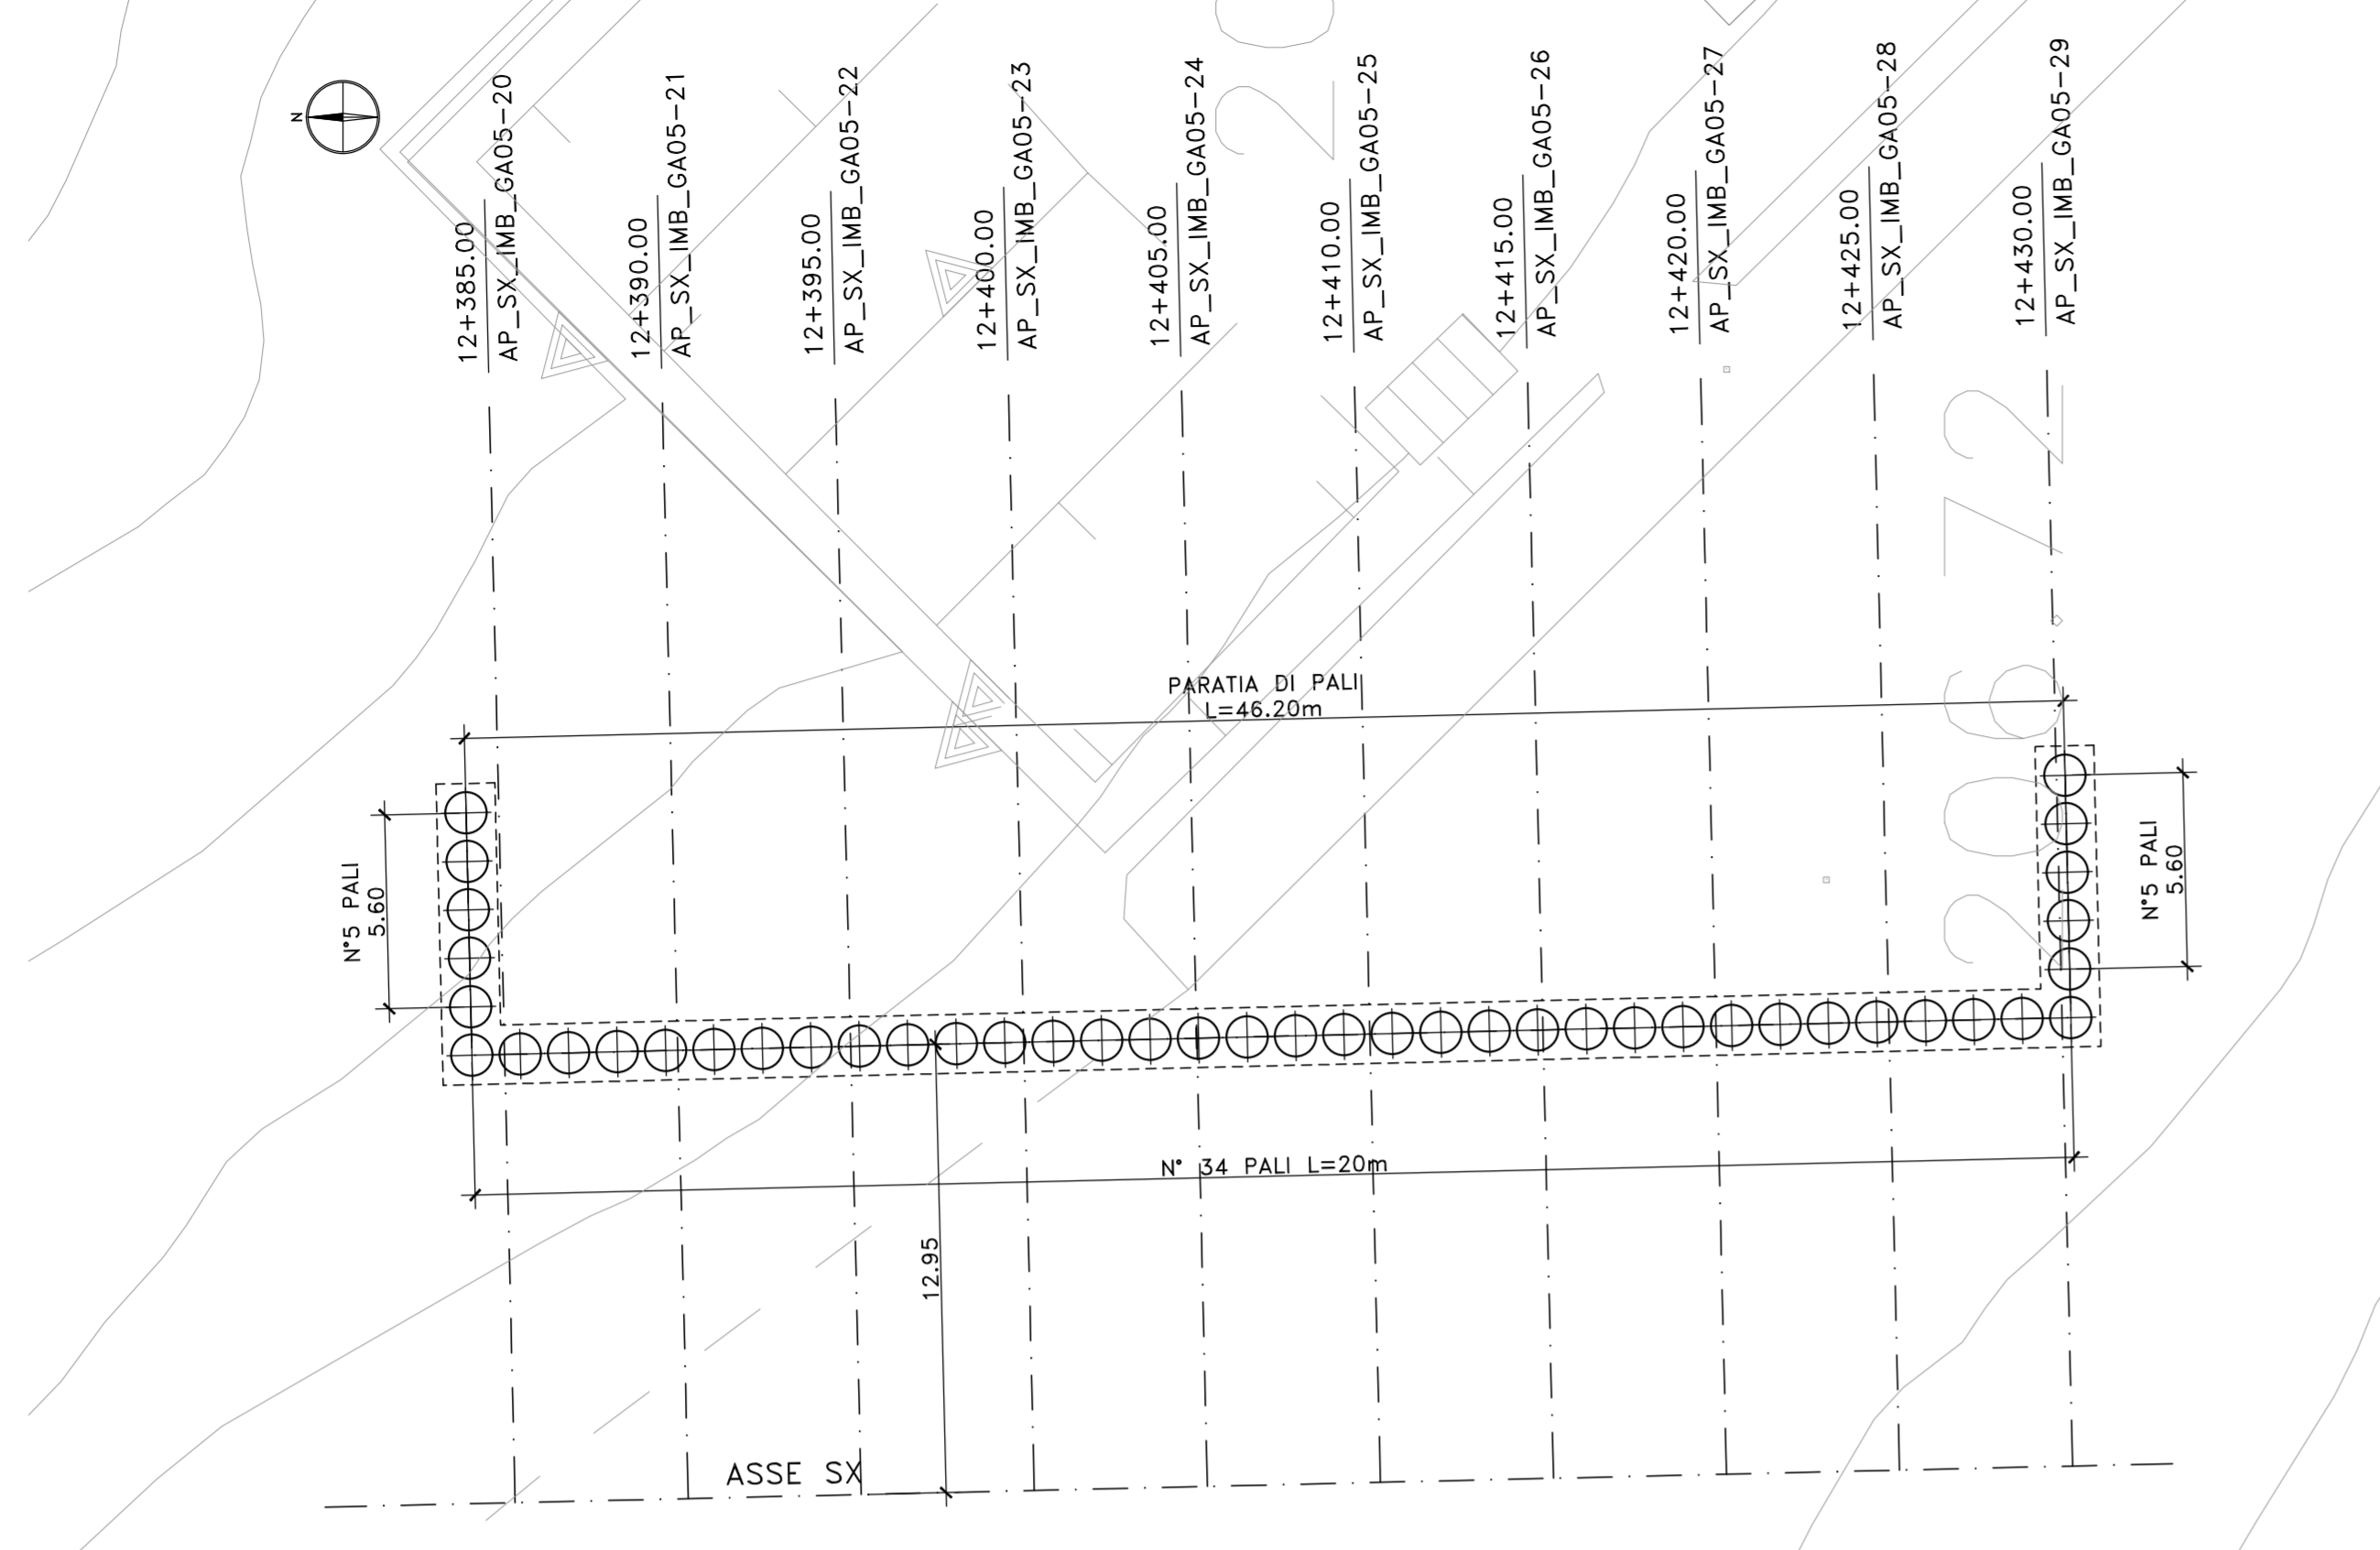 N
12+385.00
AP_SX_IMB_GA05-20
12+390.00
AP_SX_IMB_GA05-21
12+395.00
AP_SX_IMB_GA05-22
12+400.00
AP_SX_IMB_GA05-23
12+405.00
AP_SX_IMB_GA05-24
12+410.00
AP_SX_IMB_GA05-25
12+415.00
AP_SX_IMB_GA05-26
12+420.00
AP_SX_IMB_GA05-27
12+425.00
AP_SX_IMB_GA05-28
12+430.00
AP_SX_IMB_GA05-29
PARATIA DI PALI
L=46.20m
N°5 PALI
5.60
N°5 PALI
5.60
206.72
N° 34 PALI L=20m
12.95
ASSE SX